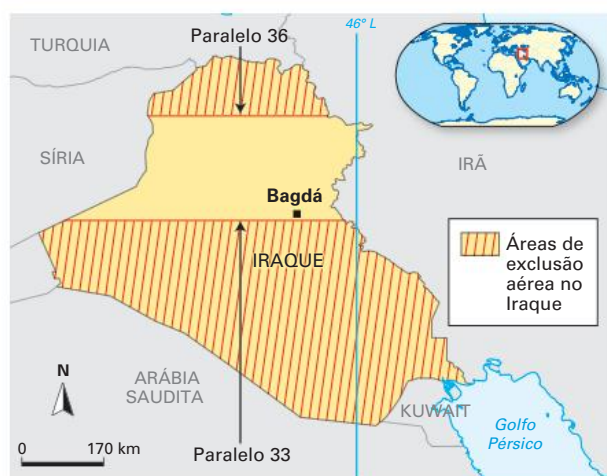 46° L
TURQUIA
Paralelo 36
SÍRIA
IRÃ
Bagdá
IRAQUE
Áreas de
exclusão
aérea no
Iraque
N
ARÁBIA
SAUDITA
KUWAIT
Golfo
Pérsico
0 170 km
Paralelo 33